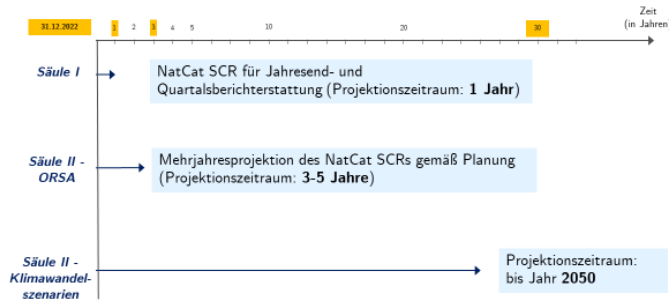 Zeit
(in Jahren
31.12.2022 1 2 3 4 5 10 20 30
Säule I
NatCat SCR für Jahresend- und
Quartalsberichterstattung (Projektionszeitraum: 1 Jahr)
Säule II -
ORSA
Mehrjahresprojektion des NatCat SCRs gemäß Planung
(Projektionszeitraum: 3-5 Jahre)
Säule II -
Klimawandel-
szenarien
Projektionszeitraum:
bis Jahr 2050